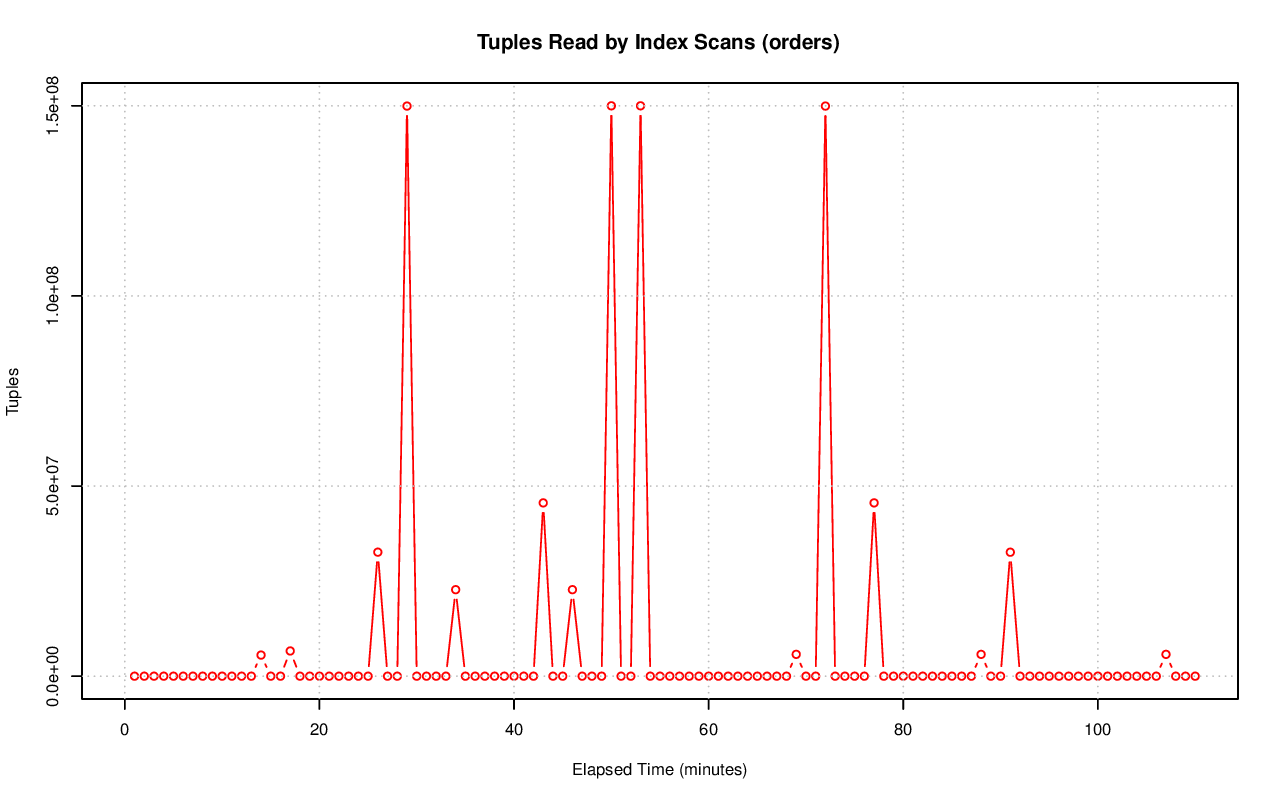 Tuples Read by Index Scans (orders)
1.5e+08
1.0e+08
5.0e+07
0.0e+00
Tuples
0 20 40 60 80 100
Elapsed Time (minutes)